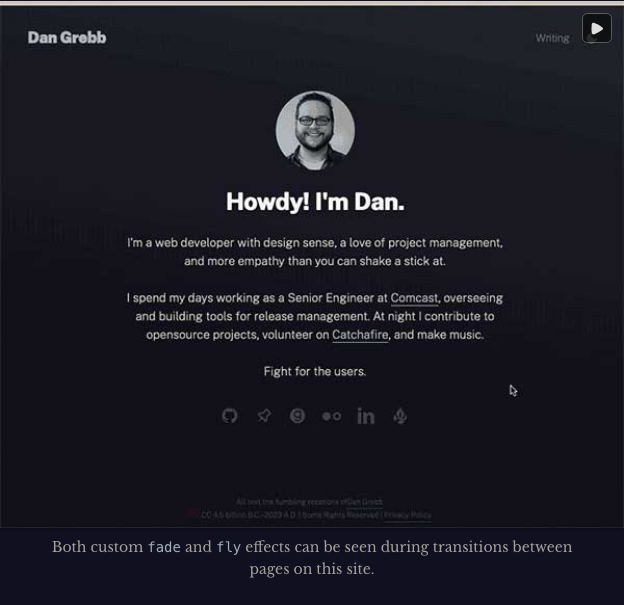 Dan Grebb
Writing
Howdy! I'm Dan.
I'm a web developer with design sense, a love of project management,
and more empathy than you can shake a stick at.
I spend my days working as a Senior Engineer at Comcast, overseeing
and building tools for release management. At night I contribute to
opensource projects, volunteer on Catchafire, and make music.
Fight for the users.
in
All text the fumbling recations of Dan Grebb
CC 4.5 billion B.C.–2023 A.D. | Some Rights Reserved | Privacy Policy
Both custom fade and fly effects can be seen during transitions between
pages on this site.